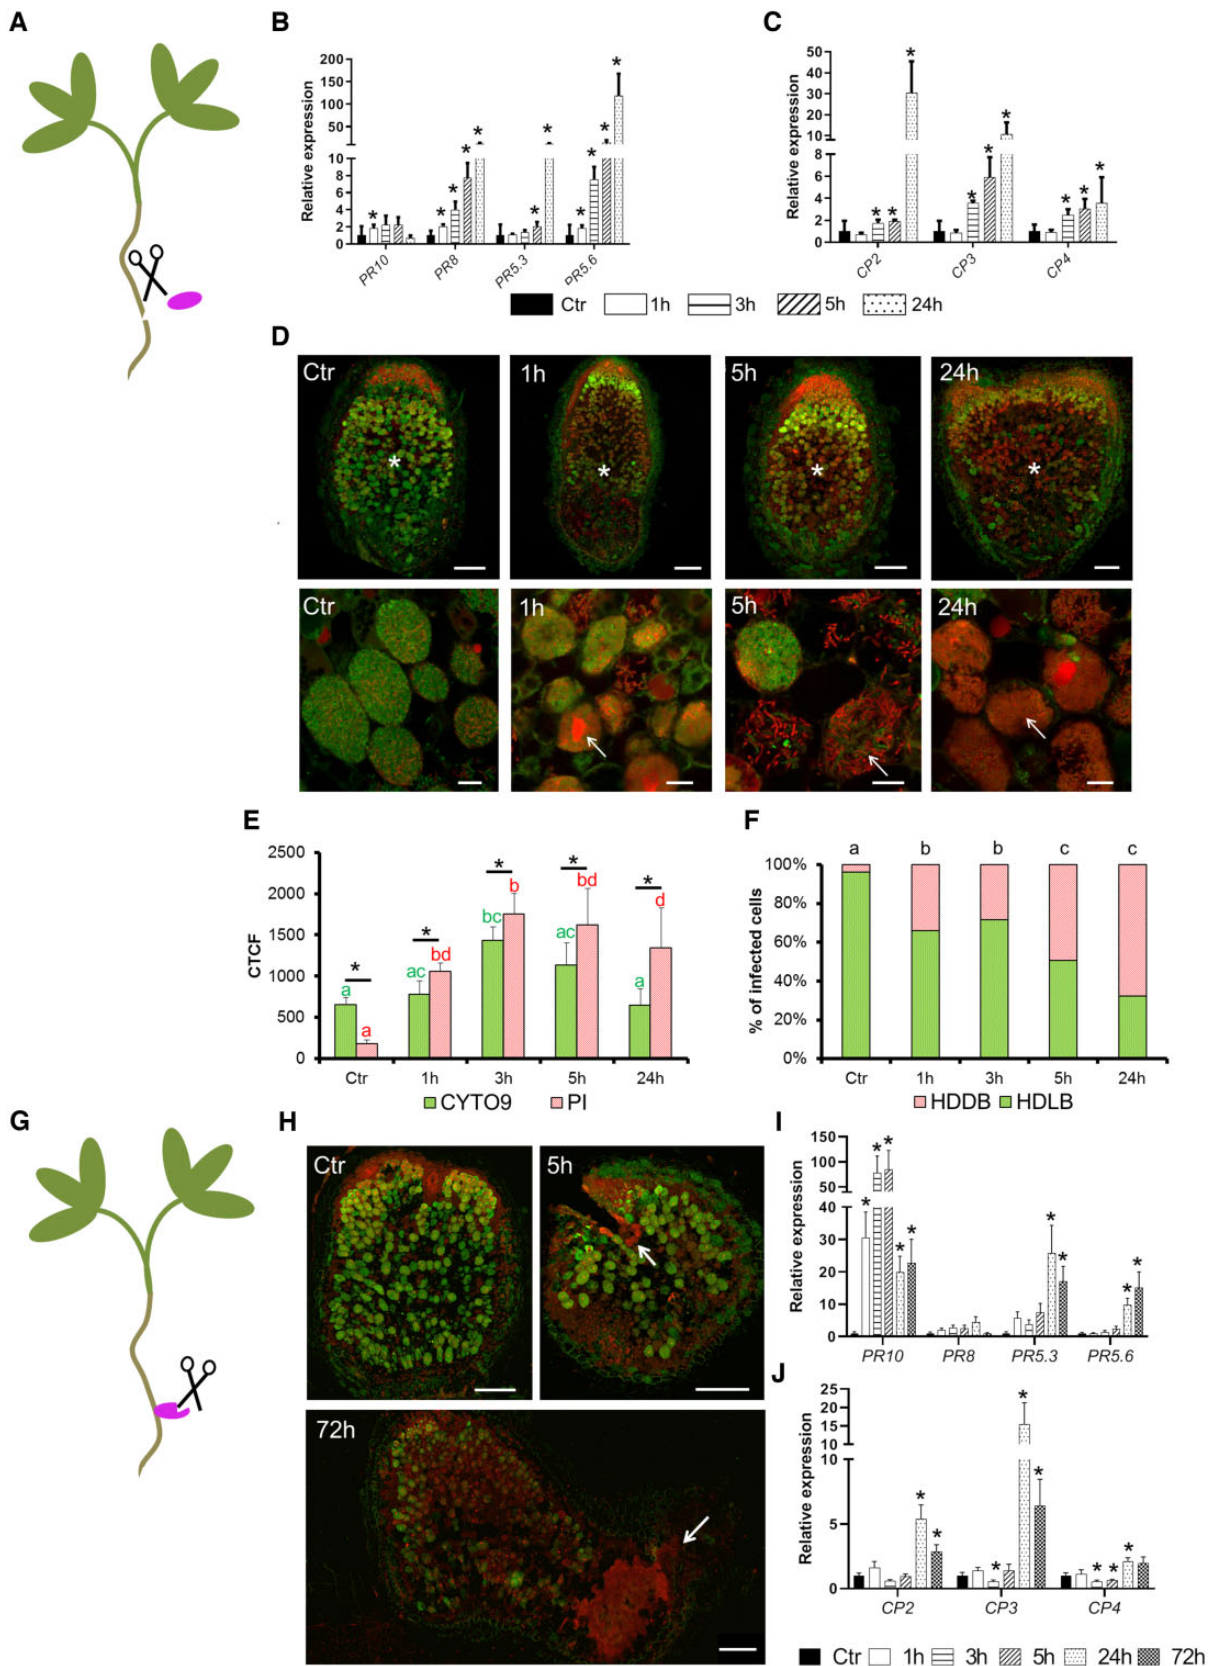 A
B
Relative expression
200
150
100
50
10
8
6
4
2
0
* * * * * * * * * * *
PR10 PR8 PR5.3 PR5.6
C
Relative expression
50
40
30
20
10
8
6
4
2
0
* * * * * * * * *
CP2 CP3 CP4
Ctr 1h 3h 5h 24h
D
Ctr 1h 5h 24h
* * * *
Ctr 1h 5h 24h
E
CTCF
2500
2000
1500
1000
500
0
* * * * *
a a ac bd bc b ac bd a d
Ctr 1h 3h 5h 24h
CYTO9 PI
F
% of infected cells
100%
80%
60%
40%
20%
0%
a b b c c
Ctr 1h 3h 5h 24h
HDDB HDLB
G
H
Ctr 5h
72h
I
Relative expression
150
100
50
40
30
20
10
0
* * * * * * * * *
PR10 PR8 PR5.3 PR5.6
J
Relative expression
25
20
15
10
10
5
0
* * * * * * * *
CP2 CP3 CP4
Ctr 1h 3h 5h 24h 72h